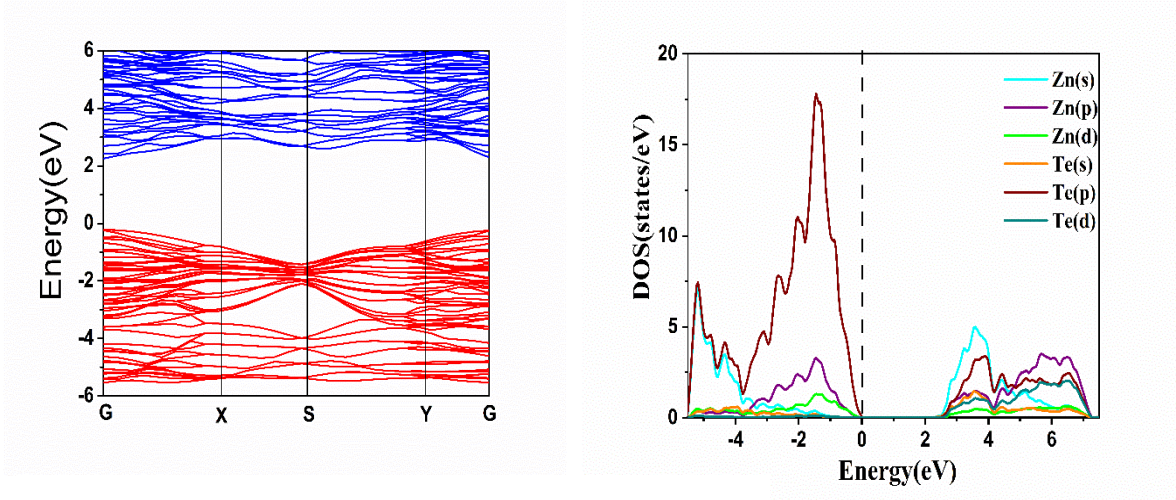 6
4
2
0
-2
-4
-6
Energy(eV)
G X S Y G
20
15
10
5
0
DOS(states/eV)
-4 -2 0 2 4 6
Energy(eV)
Zn(s)
Zn(p)
Zn(d)
Te(s)
Te(p)
Te(d)